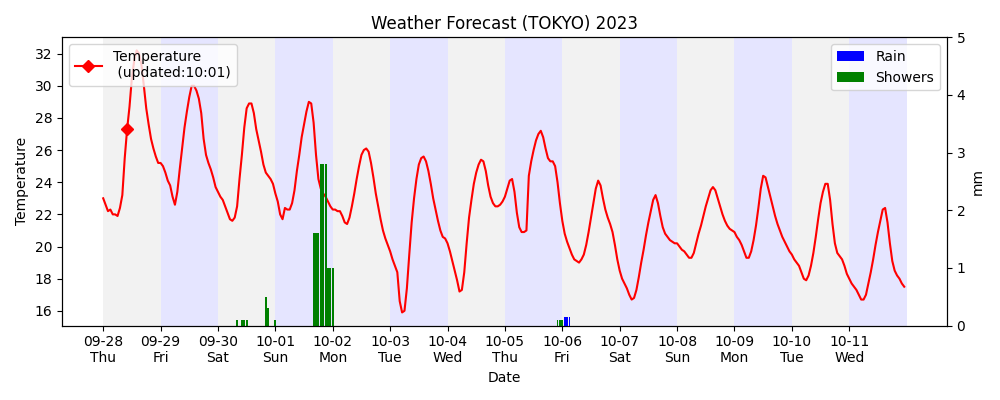 Weather Forecast (TOKYO) 2023
Temperature
(updated:10:01)
Rain
Showers
32
30
28
26
24
22
20
18
16
Temperature
5
4
3
2
1
0
mm
09-28 09-29 09-30 10-01 10-02 10-03 10-04 10-05 10-06 10-07 10-08 10-09 10-10 10-11
Thu Fri Sat Sun Mon Tue Wed Thu Fri Sat Sun Mon Tue Wed
Date